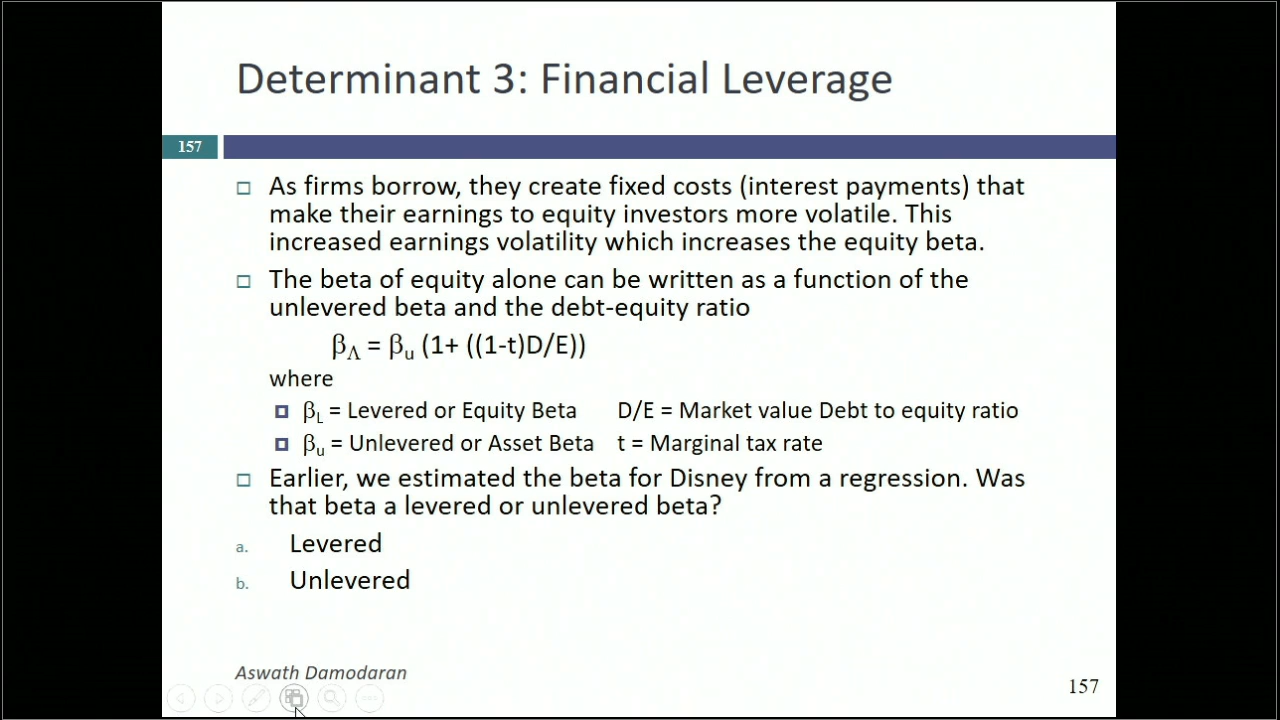 Determinant 3: Financial Leverage
157
As firms borrow, they create fixed costs (interest payments) that
make their earnings to equity investors more volatile. This
increased earnings volatility which increases the equity beta.
The beta of equity alone can be written as a function of the
unlevered beta and the debt-equity ratio
βΛ = βu (1+ ((1-t)D/E))
where
βL = Levered or Equity Beta D/E = Market value Debt to equity ratio
βu = Unlevered or Asset Beta t = Marginal tax rate
Earlier, we estimated the beta for Disney from a regression. Was
that beta a levered or unlevered beta?
a. Levered
b. Unlevered
Aswath Damodaran
157